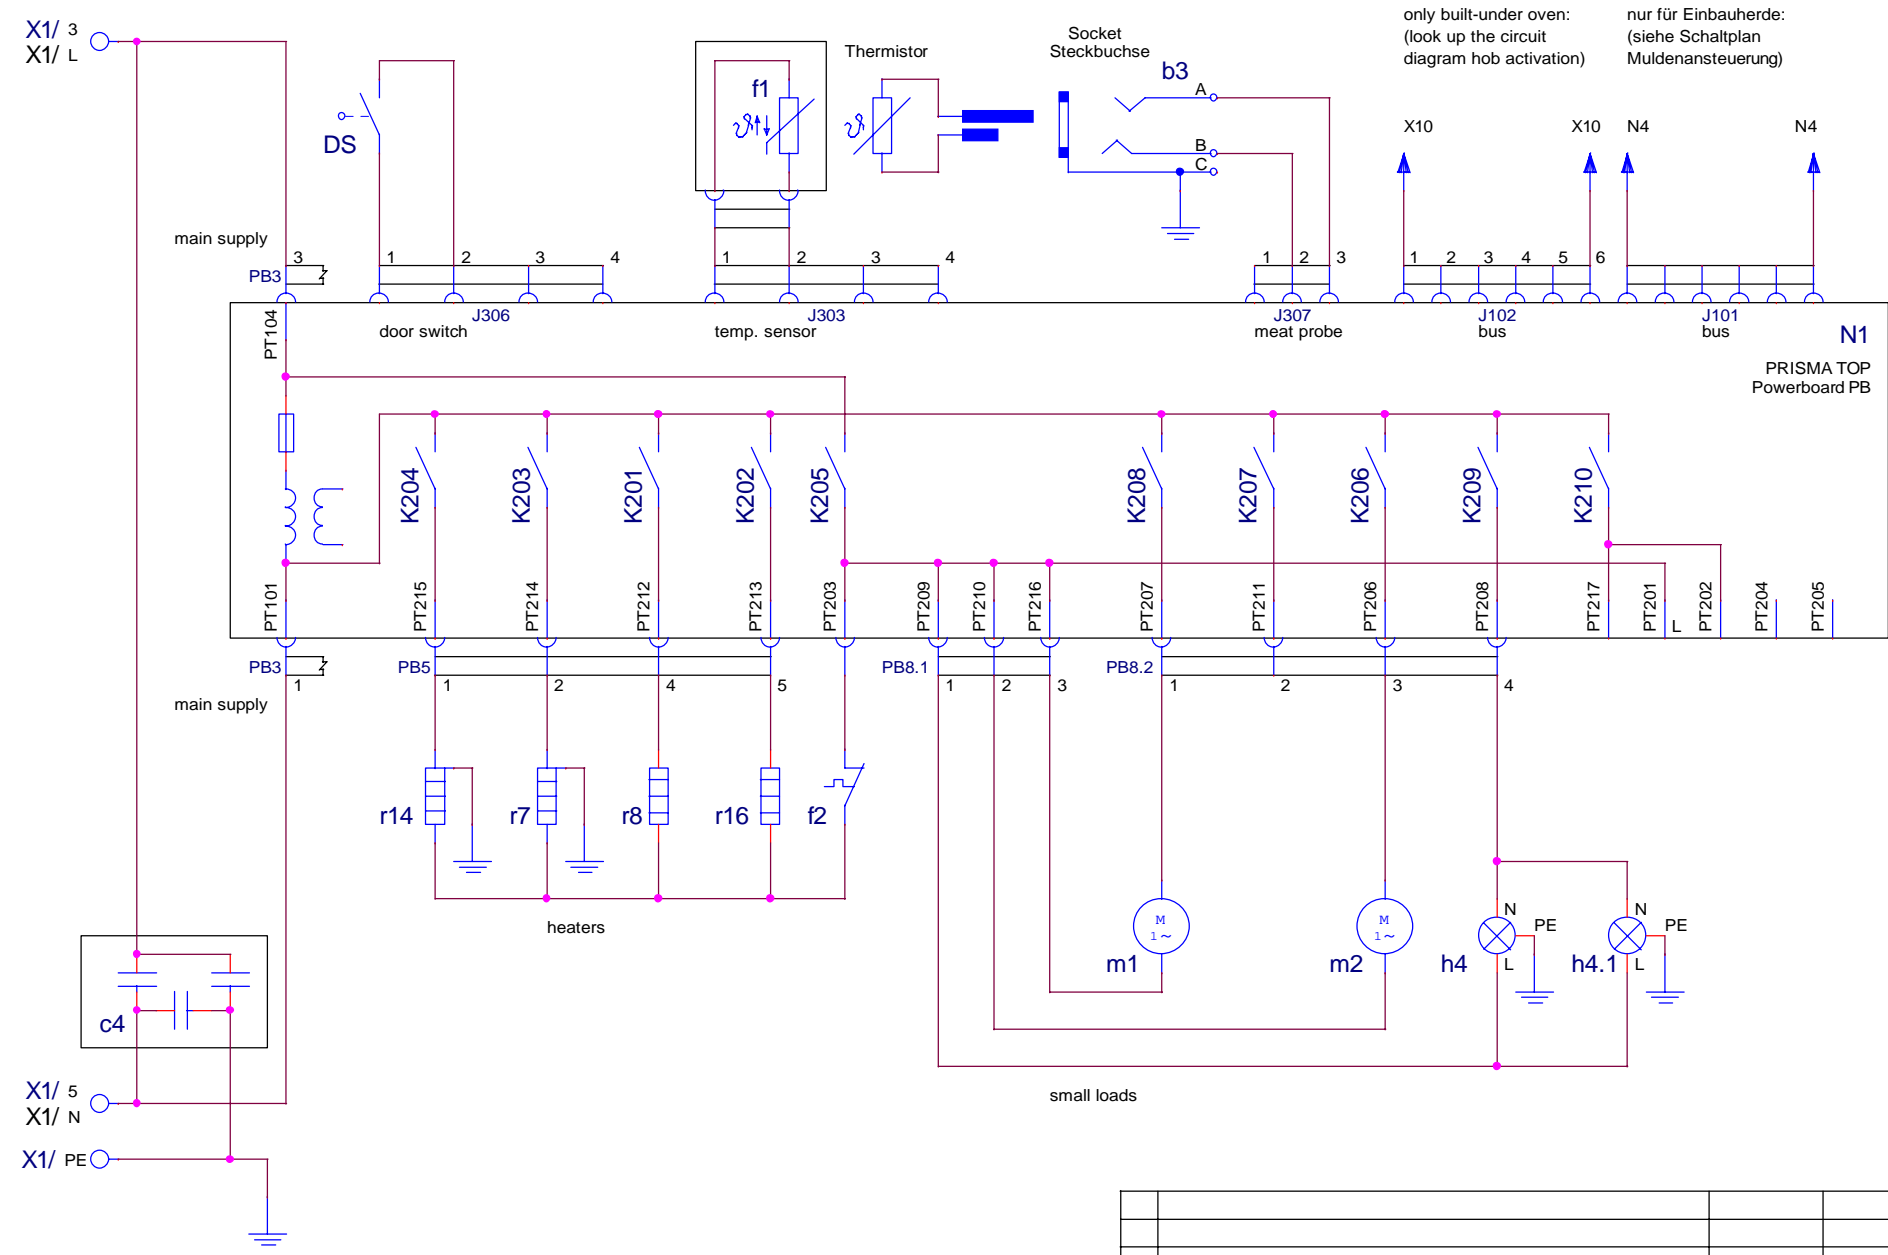 X1/ 3
X1/ L
Thermistor
Socket
Steckbuchse
only built-under oven:
(look up the circuit
diagram hob activation)
nur für Einbauherde:
(siehe Schaltplan
Muldenansteuerung)
f1
b3
A
B
C
DS
X10
X10
N4
N4
main supply
PB3
3
1
2
3
4
1
2
3
4
1
2
3
1
2
3
4
5
6
PT104
J306
door switch
J303
temp. sensor
J307
meat probe
J102
bus
J101
bus
N1
PRISMA TOP
Powerboard PB
K204
K203
K201
K202
K205
K208
K207
K206
K209
K210
PT101
PT215
PT214
PT212
PT213
PT203
PT209
PT210
PT216
PT207
PT211
PT206
PT208
PT217
PT201
L
PT202
PT204
PT205
PB3
1
main supply
PB5
1
2
4
5
PB8.1
1
2
3
PB8.2
1
2
3
4
r14
r7
r8
r16
f2
heaters
M
1~
m1
M
1~
m2
N
PE
h4
L
N
PE
h4.1
L
c4
small loads
X1/ 5
X1/ N
X1/ PE